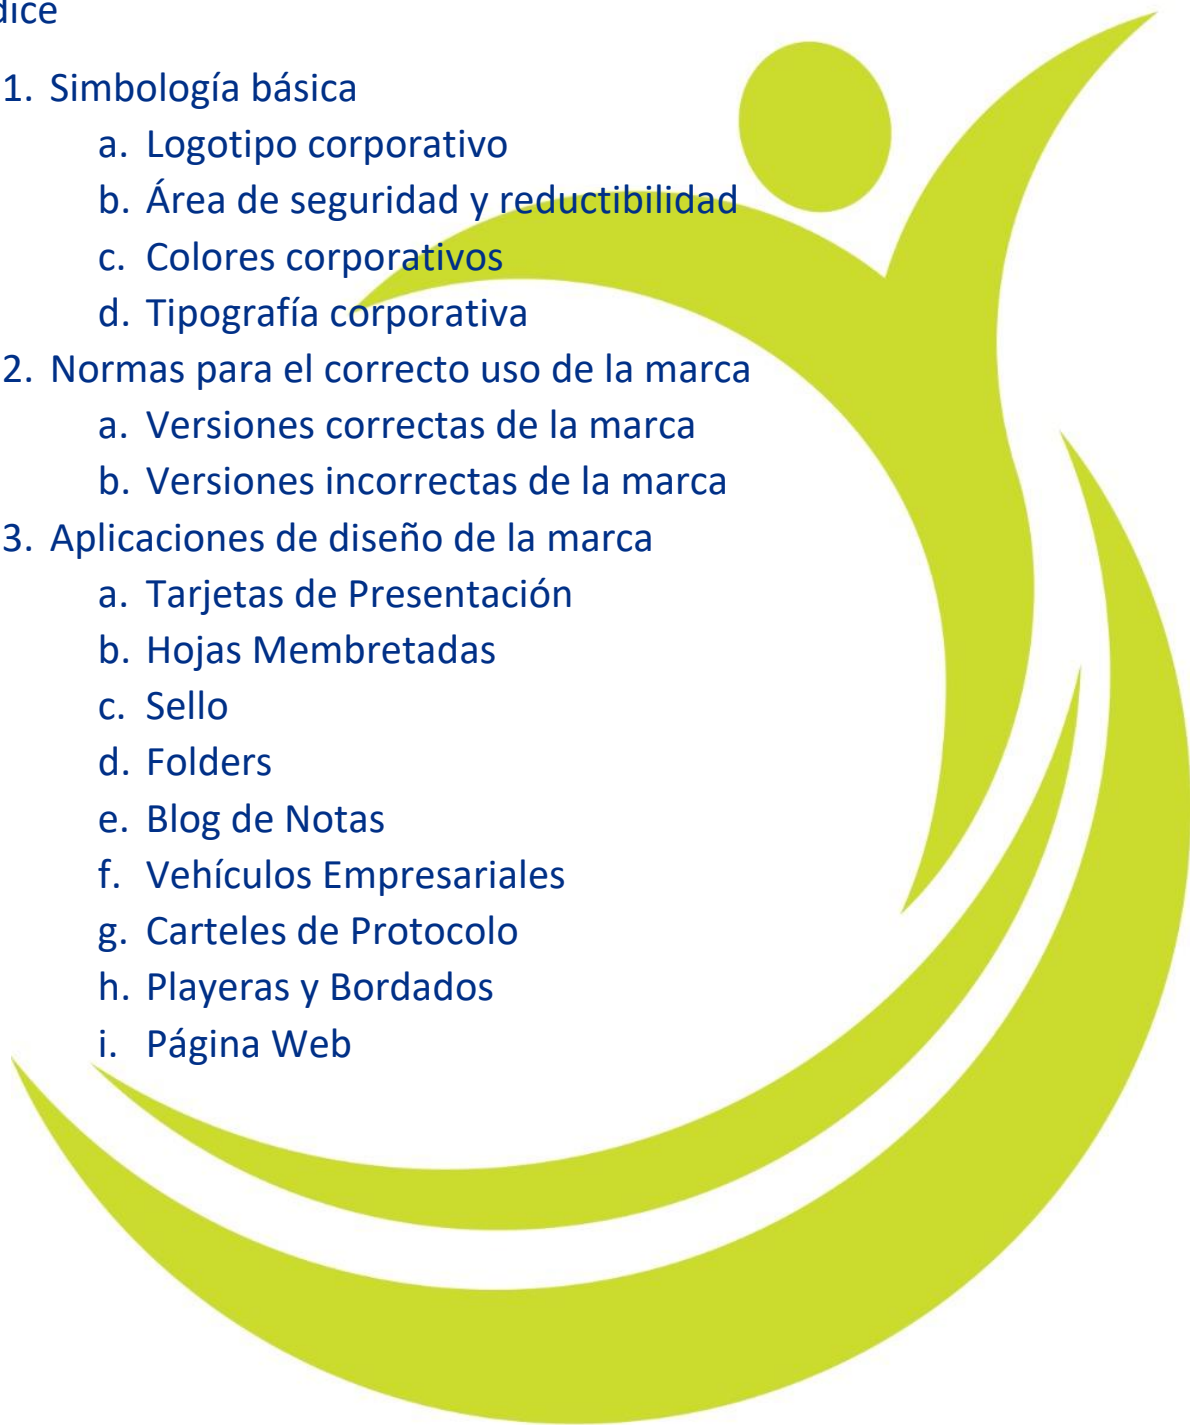 dice
1. Simbología básica
a. Logotipo corporativo
b. Área de seguridad y reductibilidad
c. Colores corporativos
d. Tipografía corporativa
2. Normas para el correcto uso de la marca
a. Versiones correctas de la marca
b. Versiones incorrectas de la marca
3. Aplicaciones de diseño de la marca
a. Tarjetas de Presentación
b. Hojas Membretadas
c. Sello
d. Folders
e. Blog de Notas
f. Vehículos Empresariales
g. Carteles de Protocolo
h. Playeras y Bordados
i. Página Web